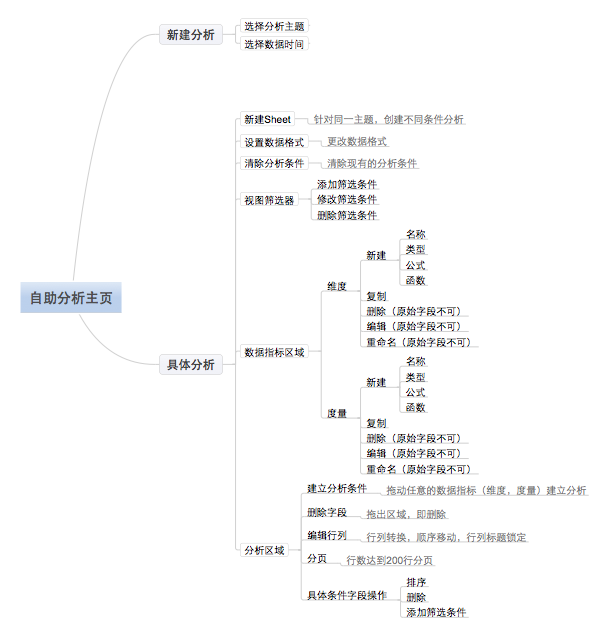 自助分析主页
新建分析
选择分析主题
选择数据时间
具体分析
新建Sheet
针对同一主题，创建不同条件分析
设置数据格式
更改数据格式
清除分析条件
清除现有的分析条件
视图筛选器
添加筛选条件
修改筛选条件
删除筛选条件
数据指标区域
维度
新建
名称
类型
公式
函数
复制
删除（原始字段不可）
编辑（原始字段不可）
重命名（原始字段不可）
度量
新建
名称
类型
公式
函数
复制
删除（原始字段不可）
编辑（原始字段不可）
重命名（原始字段不可）
分析区域
建立分析条件
拖动任意的数据指标（维度，度量）建立分析
删除字段
拖出区域，即删除
编辑行列
行列转换，顺序移动，行列标题锁定
分页
行数达到200行分页
具体条件字段操作
排序
删除
添加筛选条件